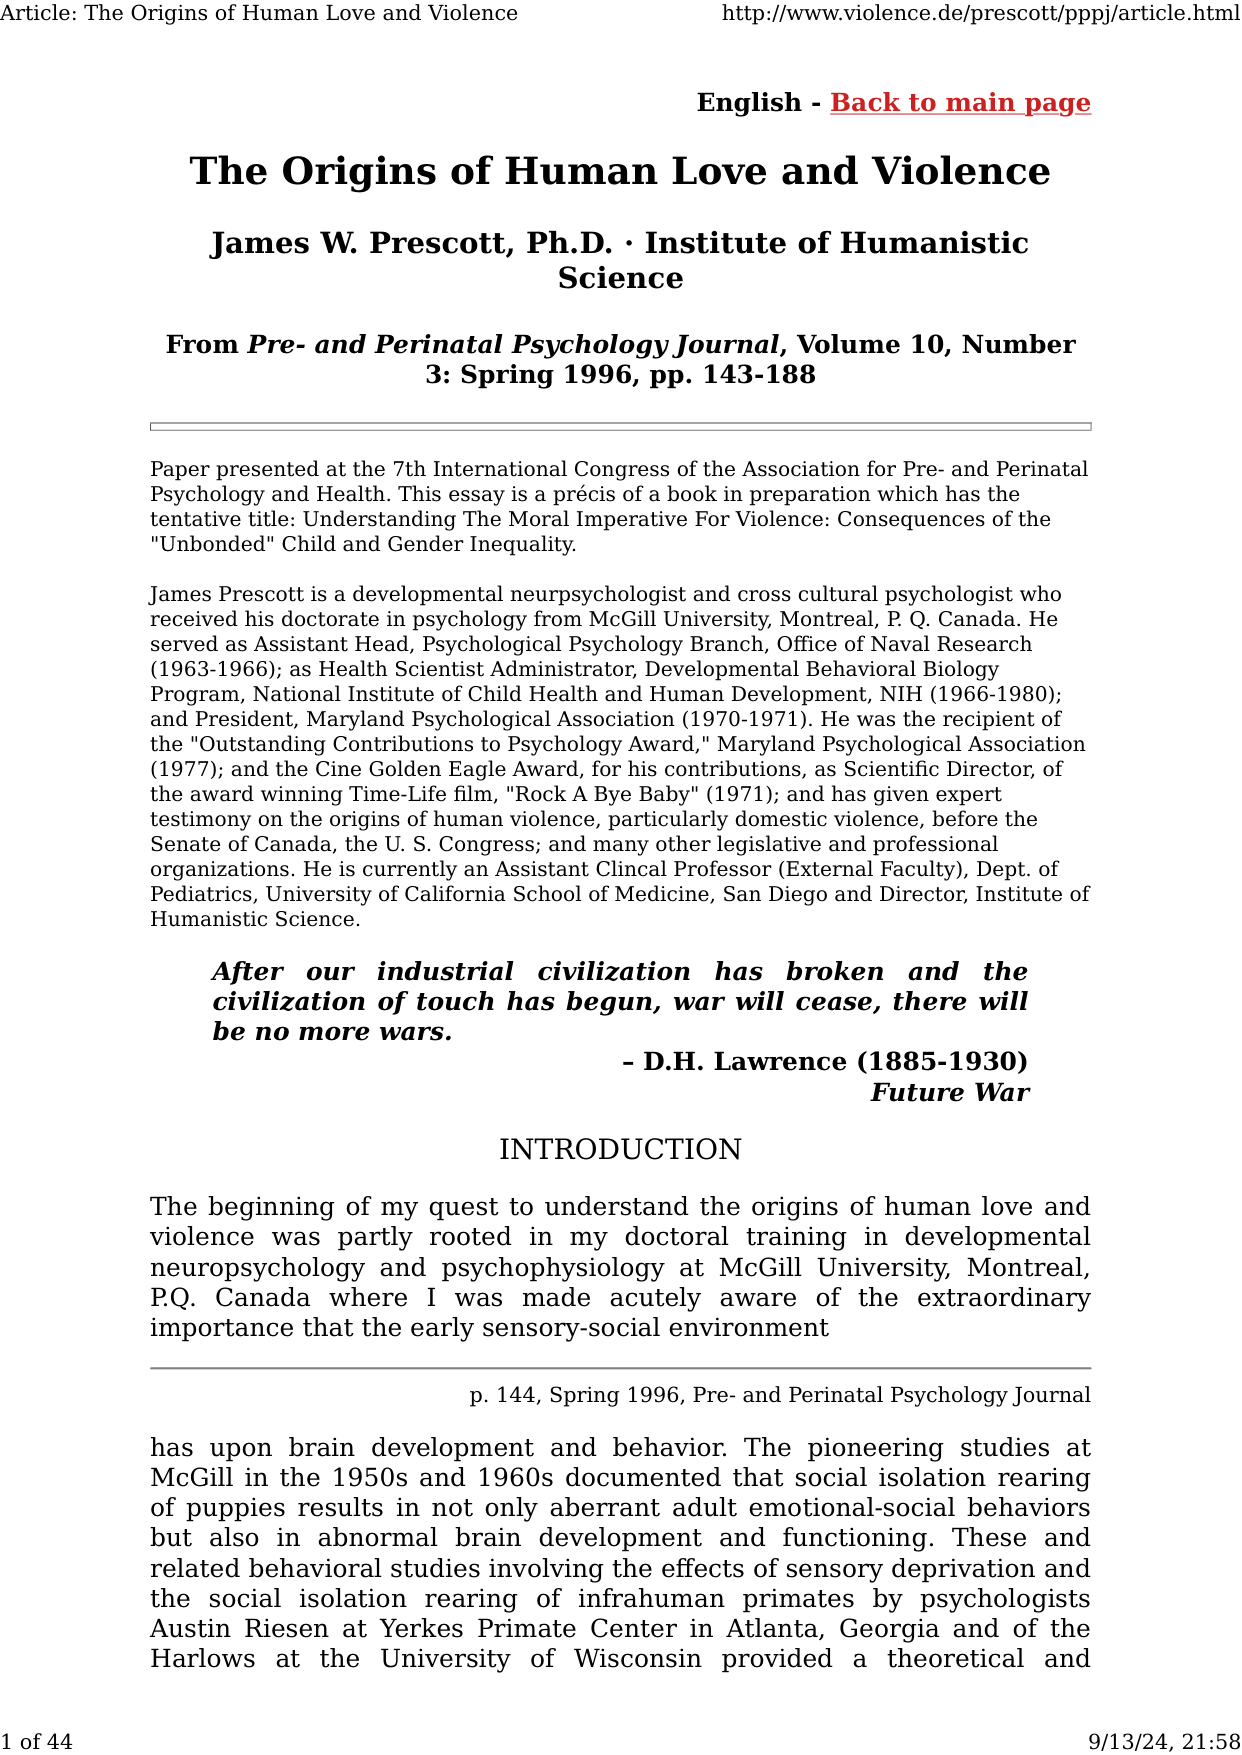 Article: The Origins of Human Love and Violence
http://www.violence.de/prescott/pppj/article.html
English - Back to main page
The Origins of Human Love and Violence
James W. Prescott, Ph.D. · Institute of Humanistic
Science
From Pre- and Perinatal Psychology Journal, Volume 10, Number
3: Spring 1996, pp. 143-188
Paper presented at the 7th International Congress of the Association for Pre- and Perinatal
Psychology and Health. This essay is a précis of a book in preparation which has the
tentative title: Understanding The Moral Imperative For Violence: Consequences of the
"Unbonded" Child and Gender Inequality.
James Prescott is a developmental neurpsychologist and cross cultural psychologist who
received his doctorate in psychology from McGill University, Montreal, P. Q. Canada. He
served as Assistant Head, Psychological Psychology Branch, Office of Naval Research
(1963-1966); as Health Scientist Administrator, Developmental Behavioral Biology
Program, National Institute of Child Health and Human Development, NIH (1966-1980);
and President, Maryland Psychological Association (1970-1971). He was the recipient of
the "Outstanding Contributions to Psychology Award," Maryland Psychological Association
(1977); and the Cine Golden Eagle Award, for his contributions, as Scientific Director, of
the award winning Time-Life film, "Rock A Bye Baby" (1971); and has given expert
testimony on the origins of human violence, particularly domestic violence, before the
Senate of Canada, the U. S. Congress; and many other legislative and professional
organizations. He is currently an Assistant Clincal Professor (External Faculty), Dept. of
Pediatrics, University of California School of Medicine, San Diego and Director, Institute of
Humanistic Science.
After our industrial civilization has broken and the
civilization of touch has begun, war will cease, there will
be no more wars.
– D.H. Lawrence (1885-1930)
Future War
INTRODUCTION
The beginning of my quest to understand the origins of human love and
violence was partly rooted in my doctoral training in developmental
neuropsychology and psychophysiology at McGill University, Montreal,
P.Q. Canada where I was made acutely aware of the extraordinary
importance that the early sensory-social environment
p. 144, Spring 1996, Pre- and Perinatal Psychology Journal
has upon brain development and behavior. The pioneering studies at
McGill in the 1950s and 1960s documented that social isolation rearing
of puppies results in not only aberrant adult emotional-social behaviors
but also in abnormal brain development and functioning. These and
related behavioral studies involving the effects of sensory deprivation and
the social isolation rearing of infrahuman primates by psychologists
Austin Riesen at Yerkes Primate Center in Atlanta, Georgia and of the
Harlows at the University of Wisconsin provided a theoretical and
1 of 44
9/13/24, 21:58